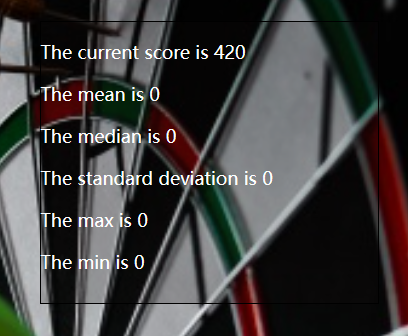 The current score is 420
The mean is 0
The median is 0
The standard deviation is 0
The max is 0
The min is 0